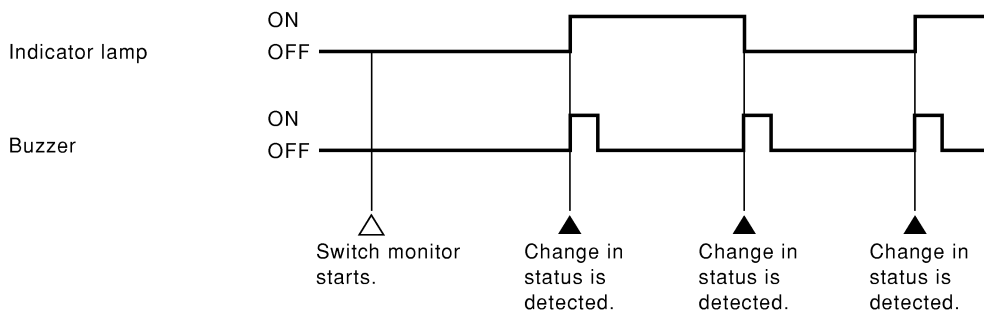 ON
Indicator lamp
OFF
ON
Buzzer
OFF
Switch monitor
starts.
Change in
status is
detected.
Change in
status is
detected.
Change in
status is
detected.